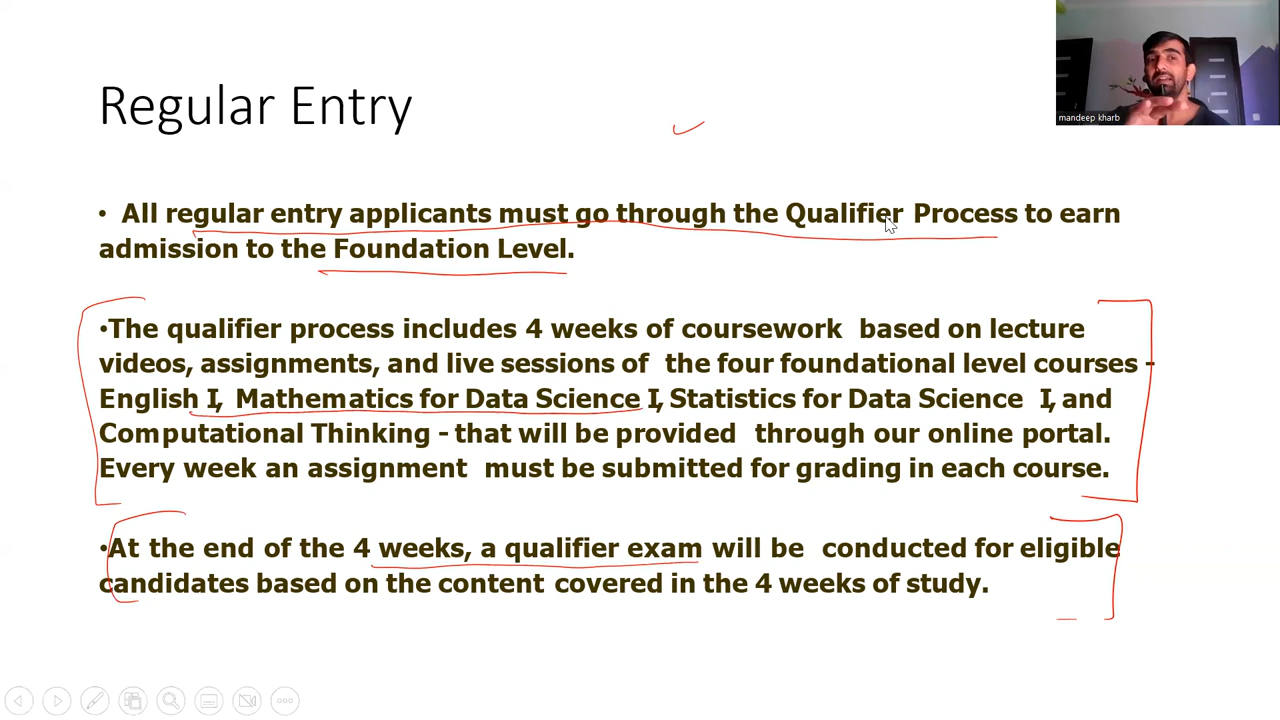 mandeep kharb
Regular Entry
• All regular entry applicants must go through the Qualifier Process to earn
admission to the Foundation Level.
•The qualifier process includes 4 weeks of coursework based on lecture
videos, assignments, and live sessions of the four foundational level courses -
English I, Mathematics for Data Science I, Statistics for Data Science I, and
Computational Thinking - that will be provided through our online portal.
Every week an assignment must be submitted for grading in each course.
•At the end of the 4 weeks, a qualifier exam will be conducted for eligible
candidates based on the content covered in the 4 weeks of study.